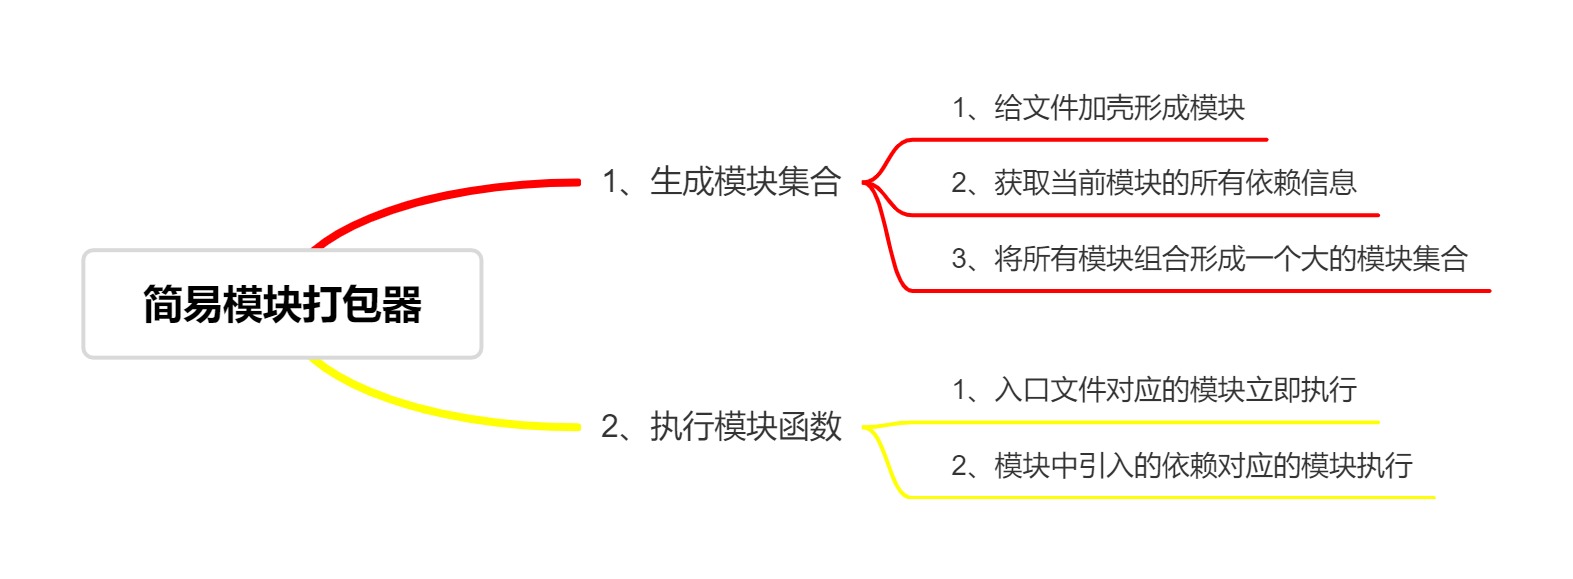 简易模块打包器
1、生成模块集合
1、给文件加壳形成模块
2、获取当前模块的所有依赖信息
3、将所有模块组合形成一个大的模块集合
2、执行模块函数
1、入口文件对应的模块立即执行
2、模块中引入的依赖对应的模块执行